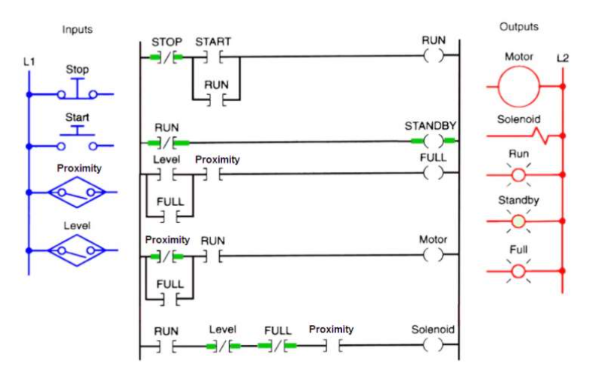 Inputs
Outputs
L1
Stop
Start
Proximity
Level
STOP START RUN
RUN
RUN STANDBY
Level Proximity FULL
FULL
Proximity RUN Motor
FULL
RUN Level FULL Proximity Solenoid
Motor
L2
Solenoid
Run
Standby
Full